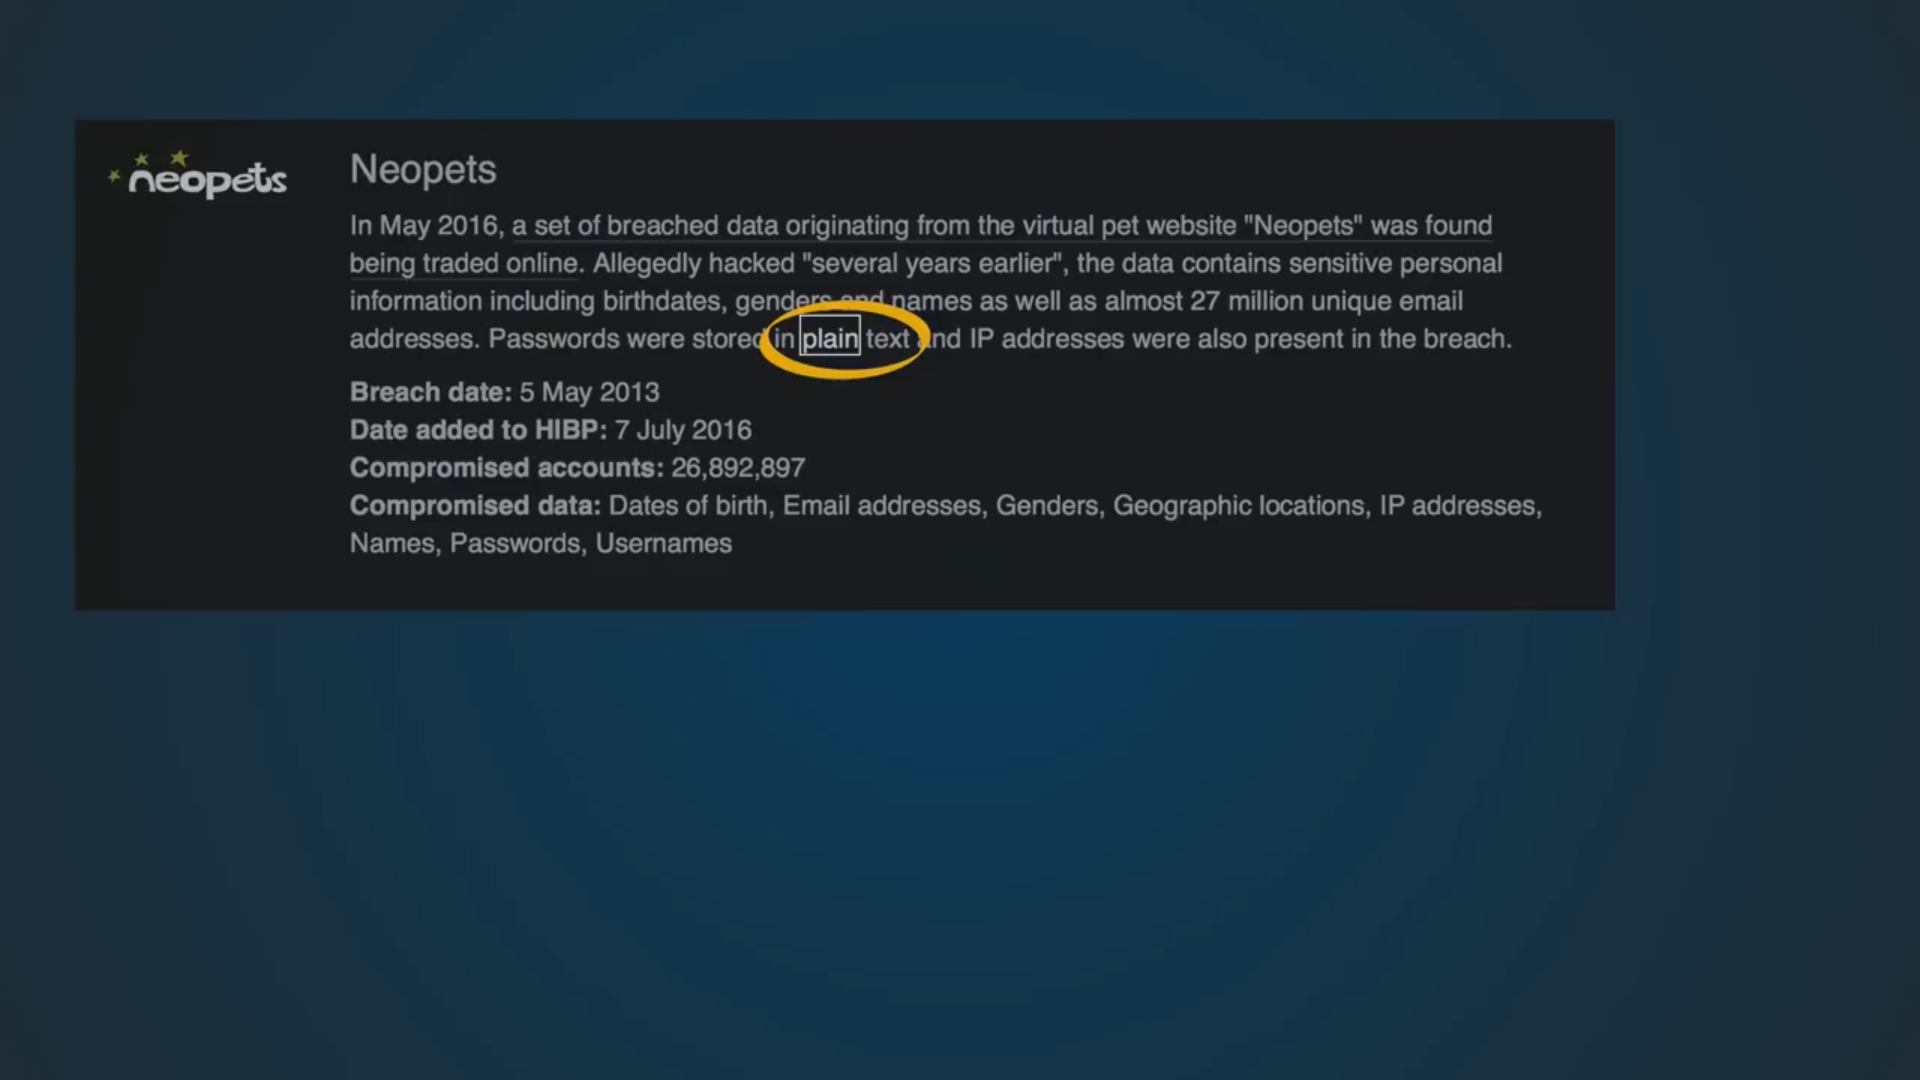 neopets
Neopets
In May 2016, a set of breached data originating from the virtual pet website "Neopets" was found
being traded online. Allegedly hacked "several years earlier", the data contains sensitive personal
information including birthdates, genders and names as well as almost 27 million unique email
addresses. Passwords were stored in plain text and IP addresses were also present in the breach.
Breach date: 5 May 2013
Date added to HIBP: 7 July 2016
Compromised accounts: 26,892,897
Compromised data: Dates of birth, Email addresses, Genders, Geographic locations, IP addresses,
Names, Passwords, Usernames